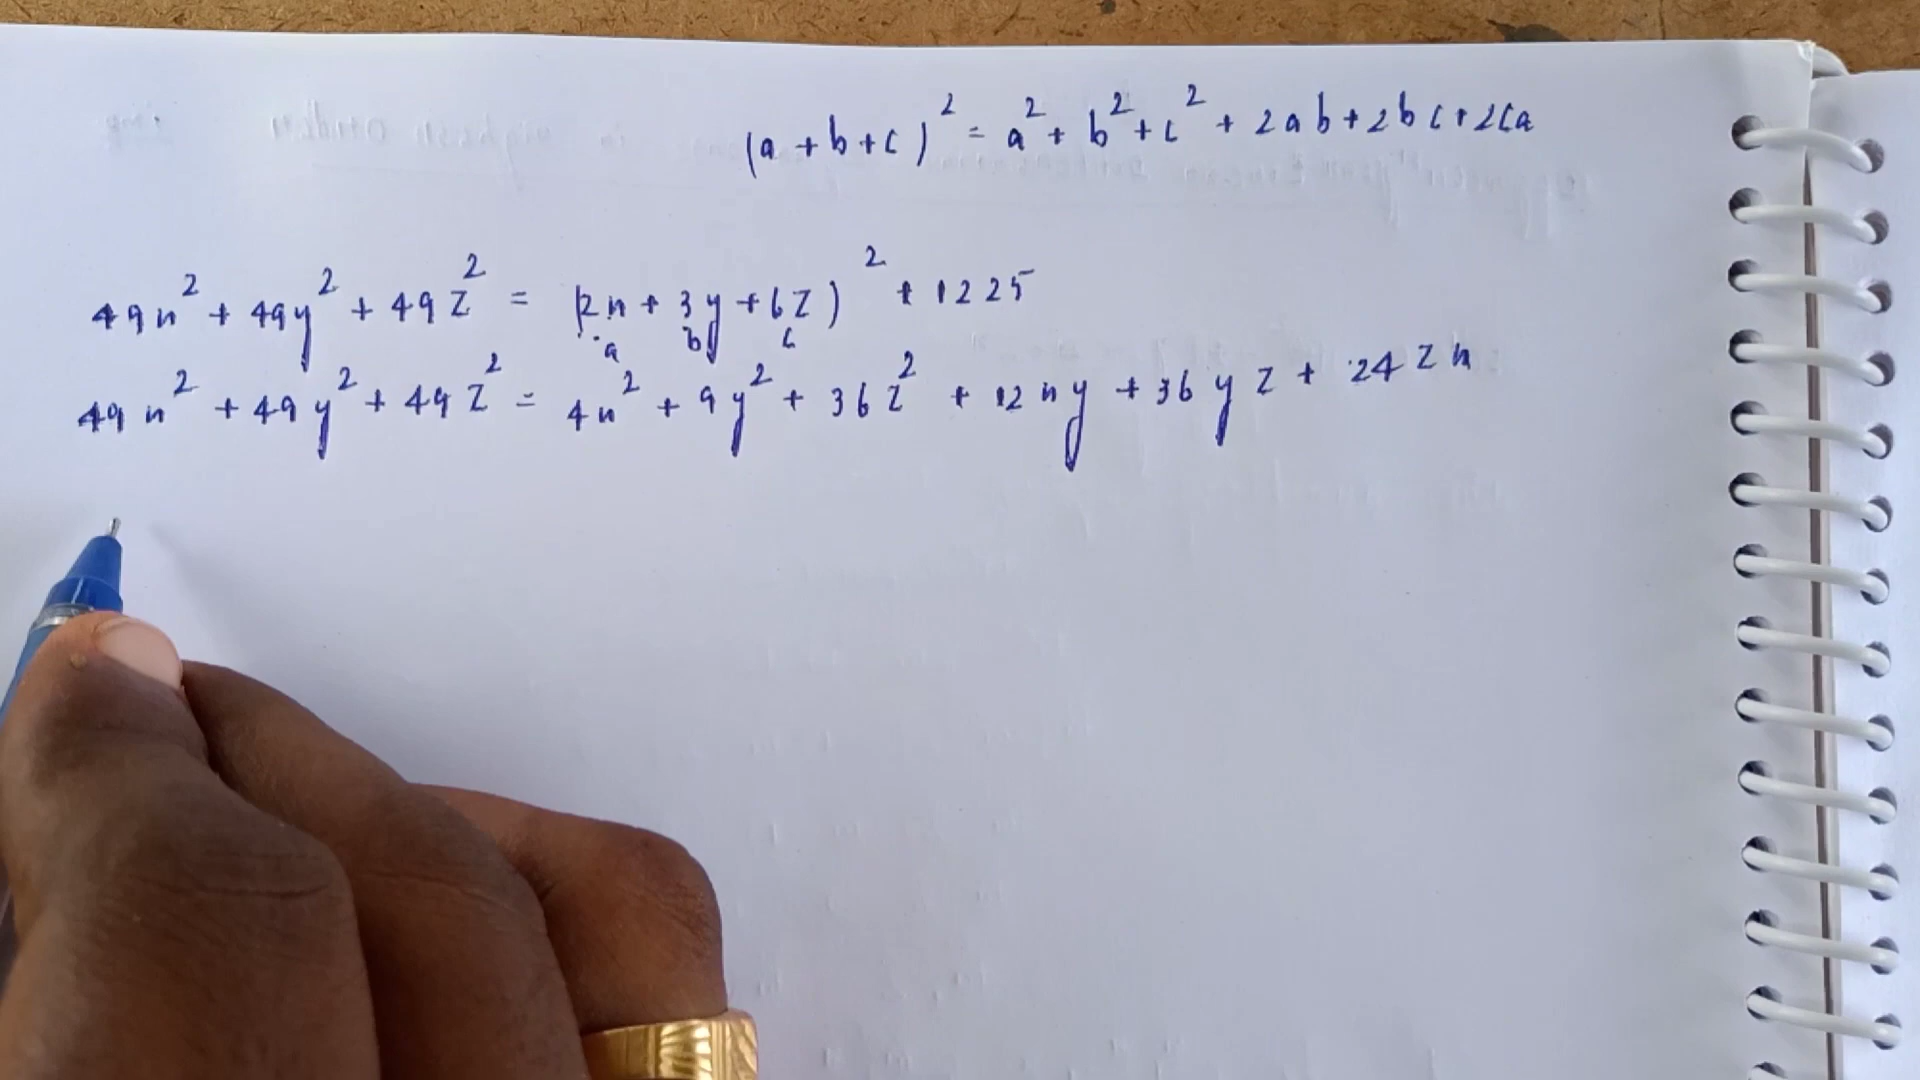 (a + b + c)² = a² + b² + c² + 2ab + 2bc + 2ca
49x² + 49y² + 49z² = (2x + 3y + 6z)² + 1225
a b c
49x² + 49y² + 49z² = 4x² + 9y² + 36z² + 12xy + 36yz + 24zx